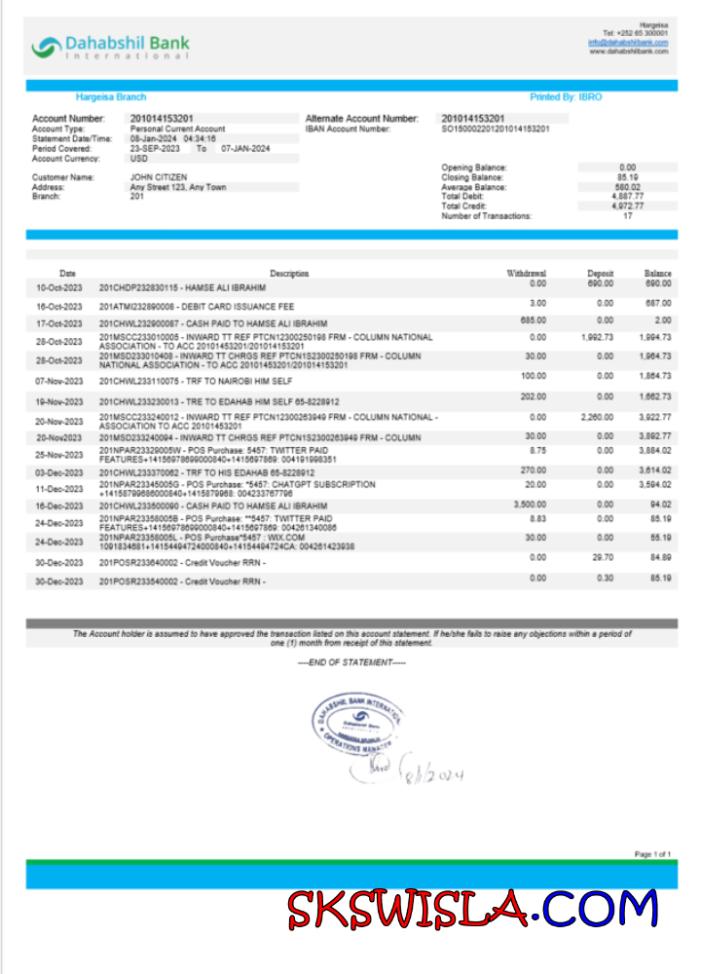 Hargeisa
Tel: +252 65 300001
info@dahabshilbank.com
www.dahabshilbank.com
Dahabshil Bank
International
Hargeisa Branch Printed By: IBRO
Account Number: 201014153201 Alternate Account Number: 201014153201
Account Type: Personal Current Account IBAN Account Number: SO150002201201014153201
Statement Date/Time: 08-Jan-2024 04:34:16
Period Covered: 23-SEP-2023 To 07-JAN-2024
Account Currency: USD
Opening Balance: 0.00
Customer Name: JOHN CITIZEN Closing Balance: 85.19
Address: Any Street 123, Any Town Average Balance: 580.02
Branch: 201 Total Debit: 4,887.77
Total Credit: 4,972.77
Number of Transactions: 17
Date Description Withdrawal Deposit Balance
10-Oct-2023 201CHDP232830115 - HAMSE ALI IBRAHIM 0.00 690.00 690.00
16-Oct-2023 201ATMI232890008 - DEBIT CARD ISSUANCE FEE 3.00 0.00 687.00
17-Oct-2023 201CHWL232900087 - CASH PAID TO HAMSE ALI IBRAHIM 685.00 0.00 2.00
28-Oct-2023 201MSCC233010005 - INWARD TT REF PTCN12300250198 FRM - COLUMN NATIONAL 0.00 1,992.73 1,994.73
ASSOCIATION - TO ACC 20101453201/201014153201
28-Oct-2023 201MSD233010408 - INWARD TT CHRGS REF PTCN1S2300250198 FRM - COLUMN 30.00 0.00 1,964.73
NATIONAL ASSOCIATION - TO ACC 20101453201/201014153201
07-Nov-2023 201CHWL233110075 - TRF TO NAIROBI HIM SELF 100.00 0.00 1,864.73
19-Nov-2023 201CHWL233230013 - TRE TO EDAHAB HIM SELF 65-8228912 202.00 0.00 1,662.73
20-Nov-2023 201MSCC233240012 - INWARD TT REF PTCN12300263949 FRM - COLUMN NATIONAL - 0.00 2,260.00 3,922.77
ASSOCIATION TO ACC 20101453201
20-Nov2023 201MSD233240094 - INWARD TT CHRGS REF PTCN1S2300263949 FRM - COLUMN 30.00 0.00 3,892.77
25-Nov-2023 201NPAR23329005W - POS Purchase: 5457: TWITTER PAID 8.75 0.00 3,884.02
FEATURES+1415697869900840+1415697869: 004191998351
03-Dec-2023 201CHWL233370062 - TRF TO HIS EDAHAB 65-8228912 270.00 0.00 3,614.02
11-Dec-2023 201NPAR23345005G - POS Purchase: *5457: CHATGPT SUBSCRIPTION 20.00 0.00 3,594.02
+14158799686000840+1415879968: 004233767796
16-Dec-2023 201CHWL233500090 - CASH PAID TO HAMSE ALI IBRAHIM 3,500.00 0.00 94.02
24-Dec-2023 201NPAR23358005B - POS Purchase: **5457: TWITTER PAID 8.83 0.00 85.19
FEATURES+14156978699000840+1415697869: 004261340086
24-Dec-2023 201NPAR23358005L - POS Purchase*5457 : WIX.COM 30.00 0.00 55.19
1091834681+14154494724000840+14154494724CA: 004261423938
30-Dec-2023 201POSR233640002 - Credit Voucher RRN - 0.00 29.70 84.89
30-Dec-2023 201POSR233640002 - Credit Voucher RRN - 0.00 0.30 85.19
The Account holder is assumed to have approved the transaction listed on this account statement. If he/she fails to raise any objections within a period of
one (1) month from receipt of this statement.
----END OF STATEMENT-----
DAHABSHIL BANK INTERNATIONAL
Dahabshil Bank
OPERATIONS MANAGER
8/1/2024
Page 1 of 1
SKSWISLA.COM